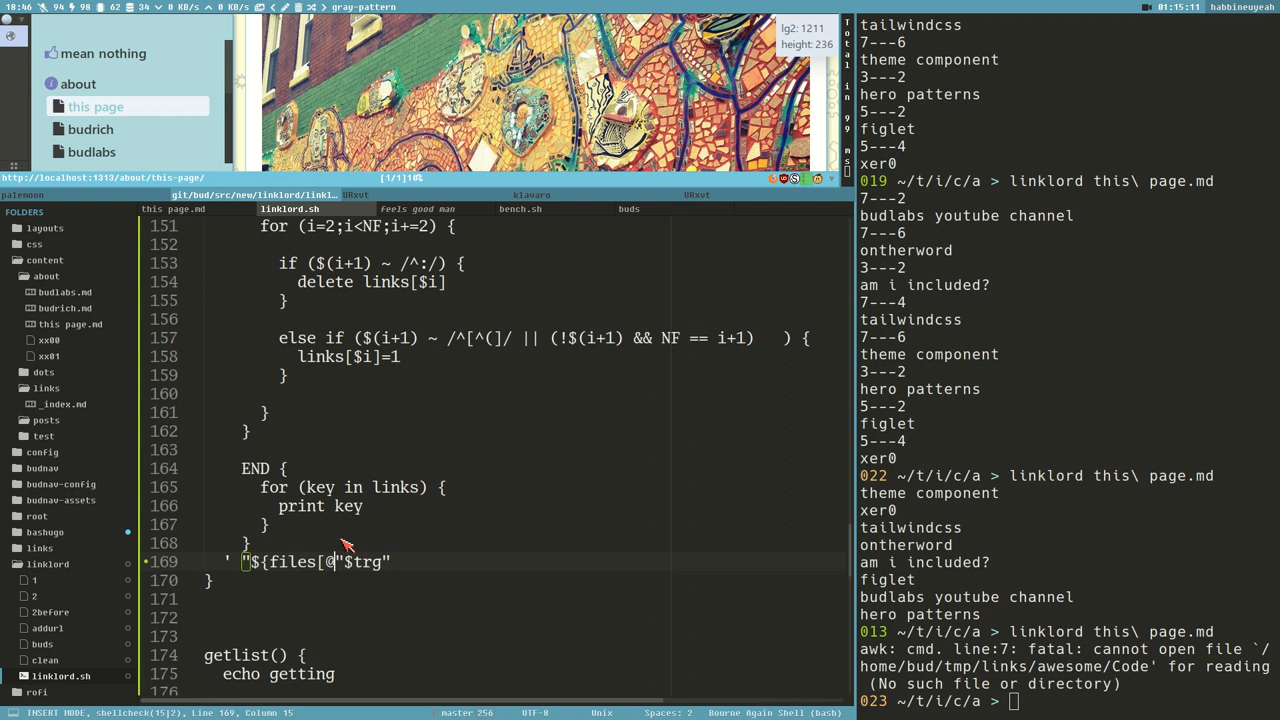 18:46 94 98 62 34 0 KB/s 0 KB/s gray-pattern 01:15:11 habbineuyeah
mean nothing
about
this page
budrich
budlabs
lg2: 1211
height: 236
Total in 99 ms
http://localhost:1313/about/this-page/ [1/1]10%
palemoon git/bud/src/new/linklord/linkl... URxvt klavaro URxvt
FOLDERS
layouts
css
content
about
budlabs.md
budrich.md
this page.md
xx00
xx01
dots
links
_index.md
posts
test
config
budnav
budnav-config
budnav-assets
root
bashugo
links
linklord
1
2
2before
addurl
buds
clean
linklord.sh
rofi
this page.md linklord.sh Feels good man bench.sh buds
151 for (i=2;i<NF;i+=2) {
152
153 if ($(i+1) ~ /^:/) {
154 delete links[$i]
155 }
156
157 else if ($(i+1) ~ /^[^(]/ || (!$(i+1) && NF == i+1) ) {
158 links[$i]=1
159 }
160
161 }
162 }
163
164 END {
165 for (key in links) {
166 print key
167 }
168 }
169 ' "${files[@"$trg"
170 }
171
172
173
174 getlist() {
175 echo getting
176
INSERT MODE, shellcheck(15|2), Line 169, Column 15 master 256 UTF-8 Unix Spaces: 2 Bourne Again Shell (bash)
tailwindcss
7---6
theme component
3---2
hero patterns
5---2
figlet
5---4
xer0
019 ~/t/i/c/a > linklord this\ page.md
7---2
budlabs youtube channel
7---6
ontherword
3---2
am i included?
7---4
tailwindcss
7---6
theme component
3---2
hero patterns
5---2
figlet
5---4
xer0
022 ~/t/i/c/a > linklord this\ page.md
theme component
xer0
tailwindcss
ontherword
am i included?
figlet
budlabs youtube channel
hero patterns
013 ~/t/i/c/a > linklord this\ page.md
awk: cmd. line:7: fatal: cannot open file `/
home/bud/tmp/links/awesome/Code' for reading
(No such file or directory)
023 ~/t/i/c/a >